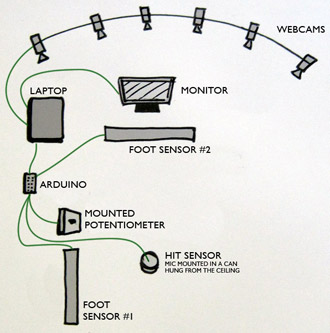 WEBCAMS
LAPTOP
MONITOR
FOOT SENSOR #2
ARDUINO
MOUNTED
POTENTIOMETER
HIT SENSOR
MIC MOUNTED IN A CAN
HUNG FROM THE CEILING
FOOT
SENSOR #1